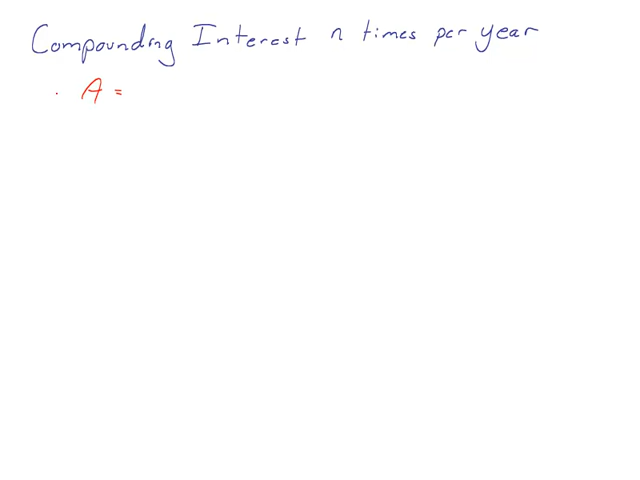 Compounding Interest n times per year
· A =